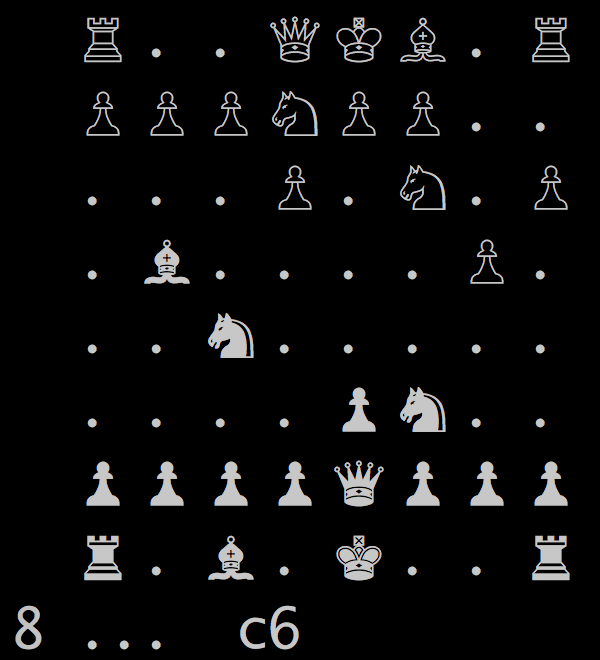 ♖ . . ♕ ♔ ♗ . ♖
♙ ♙ ♙ ♘ ♙ ♙ . .
. . . ♙ . ♘ . ♙
. ♝ . . . . ♙ .
. . ♞ . . . . .
. . . . ♟ ♞ . .
♟ ♟ ♟ ♟ ♛ ♟ ♟ ♟
♜ . ♝ . ♚ . . ♜
8 ... c6